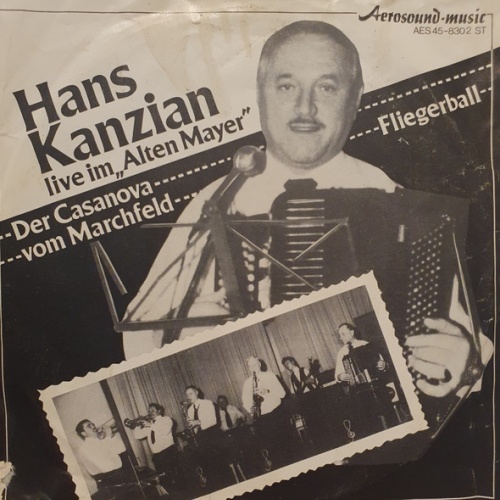 Aerosound-music
AES 45-8302 ST
Hans
Kanzian
live im „Alten Mayer”
Der Casanova
vom Marchfeld
Fliegerball